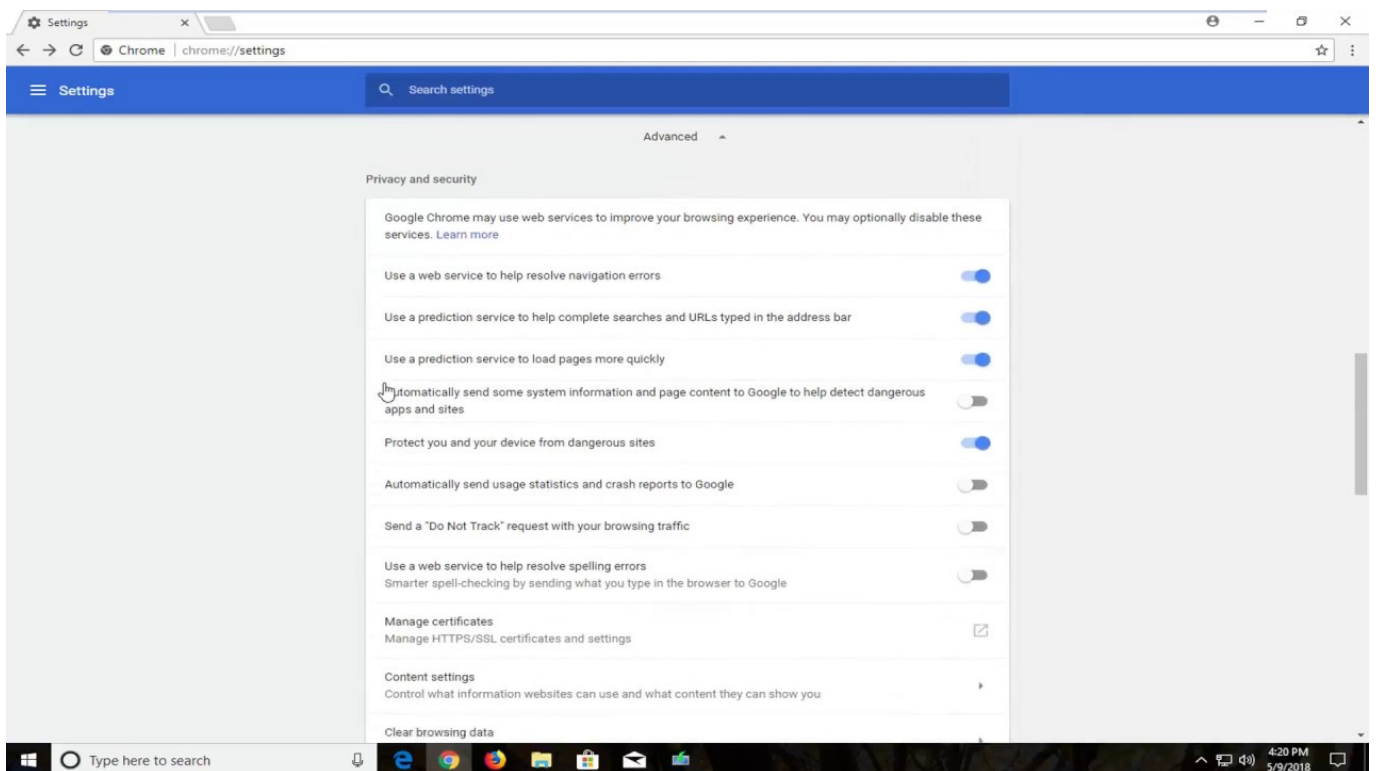 Settings
Chrome | chrome://settings
Settings
Search settings
Advanced
Privacy and security
Google Chrome may use web services to improve your browsing experience. You may optionally disable these
services. Learn more
Use a web service to help resolve navigation errors
Use a prediction service to help complete searches and URLs typed in the address bar
Use a prediction service to load pages more quickly
utomatically send some system information and page content to Google to help detect dangerous
apps and sites
Protect you and your device from dangerous sites
Automatically send usage statistics and crash reports to Google
Send a "Do Not Track" request with your browsing traffic
Use a web service to help resolve spelling errors
Smarter spell-checking by sending what you type in the browser to Google
Manage certificates
Manage HTTPS/SSL certificates and settings
Content settings
Control what information websites can use and what content they can show you
Clear browsing data
Type here to search
4:20 PM
5/9/2018